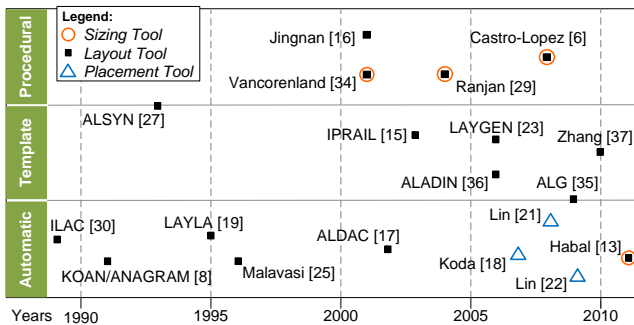 Legend:
Sizing Tool
Layout Tool
Placement Tool
Procedural
Jingnan [16]
Castro-Lopez [6]
Vancorenland [34]
Ranjan [29]
Template
ALSYN [27]
IPRAIL [15]
LAYGEN [23]
Zhang [37]
ALADIN [36]
ALG [35]
Automatic
ILAC [30]
LAYLA [19]
ALDAC [17]
Lin [21]
Habal [13]
KOAN/ANAGRAM [8]
Malavasi [25]
Koda [18]
Lin [22]
Years 1990 1995 2000 2005 2010